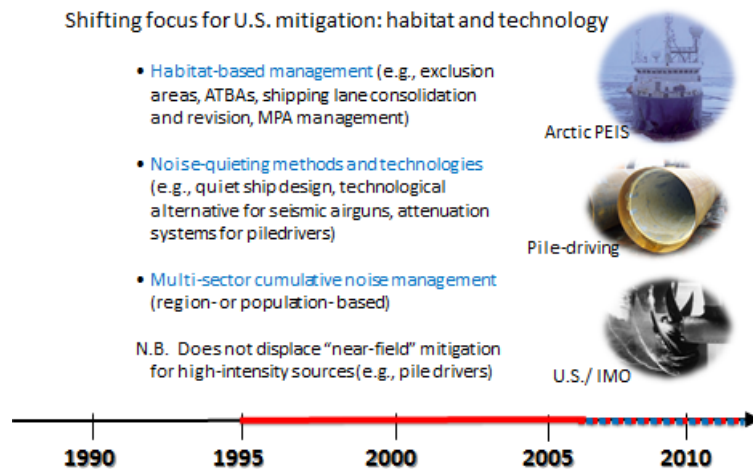 Shifting focus for U.S. mitigation: habitat and technology
• Habitat-based management (e.g., exclusion
areas, ATBAs, shipping lane consolidation
and revision, MPA management)
Arctic PEIS
• Noise-quieting methods and technologies
(e.g., quiet ship design, technological
alternative for seismic airguns, attenuation
systems for piledrivers)
Pile-driving
• Multi-sector cumulative noise management
(region- or population- based)
N.B. Does not displace “near-field” mitigation
for high-intensity sources (e.g., pile drivers)
U.S./ IMO
1990 1995 2000 2005 2010